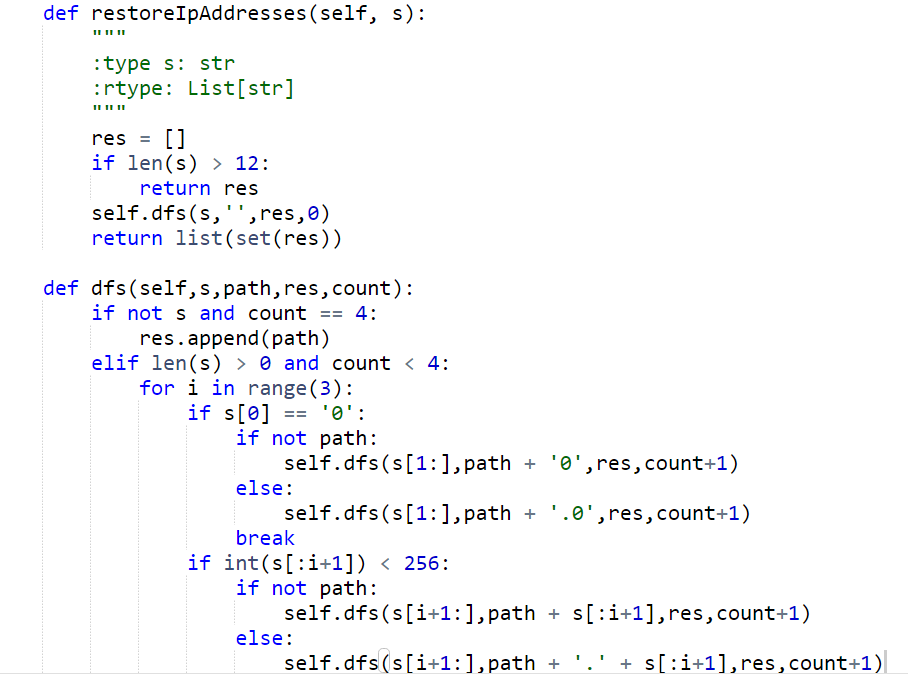 def restoreIpAddresses(self, s):
    """
    :type s: str
    :rtype: List[str]
    """
    res = []
    if len(s) > 12:
        return res
    self.dfs(s,'',res,0)
    return list(set(res))

def dfs(self,s,path,res,count):
    if not s and count == 4:
        res.append(path)
    elif len(s) > 0 and count < 4:
        for i in range(3):
            if s[0] == '0':
                if not path:
                    self.dfs(s[1:],path + '0',res,count+1)
                else:
                    self.dfs(s[1:],path + '.0',res,count+1)
                break
            if int(s[:i+1]) < 256:
                if not path:
                    self.dfs(s[i+1:],path + s[:i+1],res,count+1)
                else:
                    self.dfs(s[i+1:],path + '.' + s[:i+1],res,count+1)